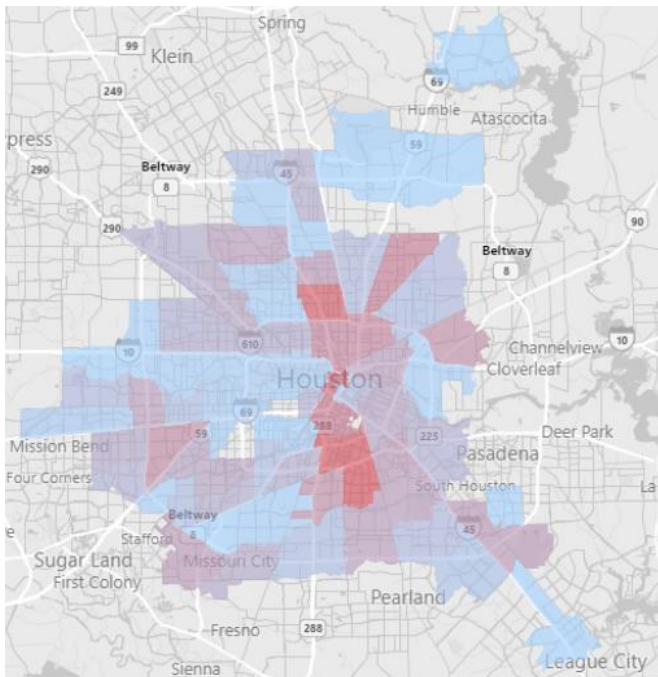 Spring
99
Klein
69
249
Humble
Atascocita
press
59
290
Beltway
8
45
290
90
Beltway
8
610
10
10
Channelview
Cloverleaf
Houston
69
288
59
225
Deer Park
Mission Bend
Pasadena
Four Corners
South Houston
La
Beltway
8
45
Stafford
e
Sugar Land
Missouri City
First Colony
Pearland
Fresno
288
Sienna
League City